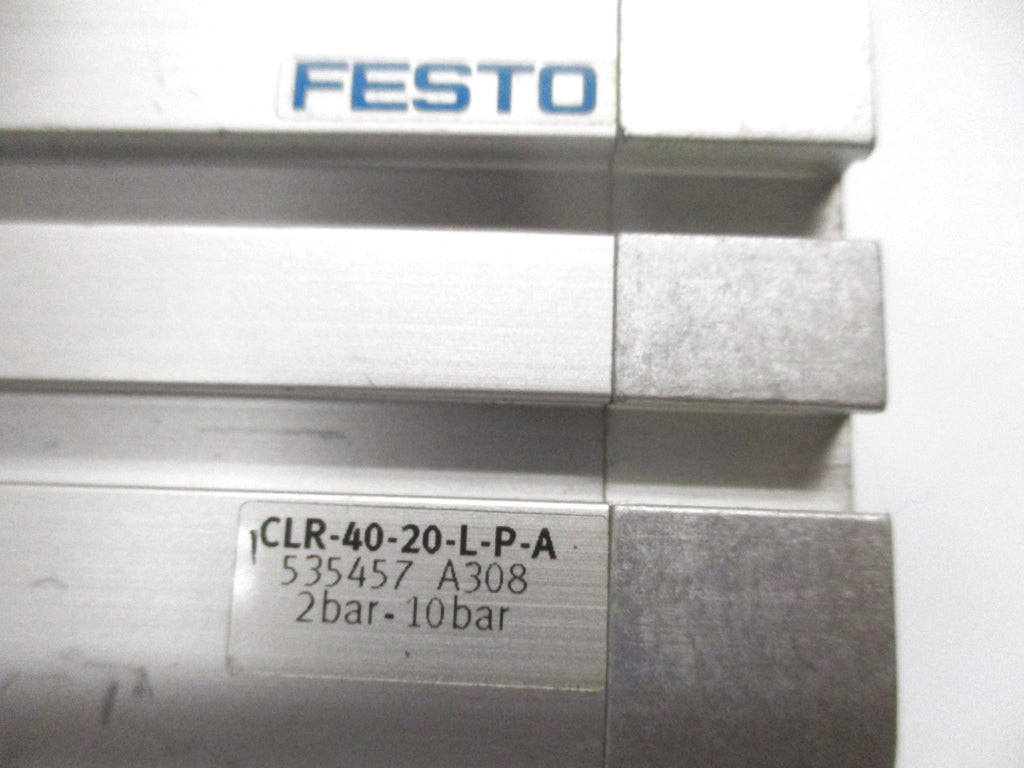 FESTO
CLR-40-20-L-P-A
535457 A308
2bar-10bar